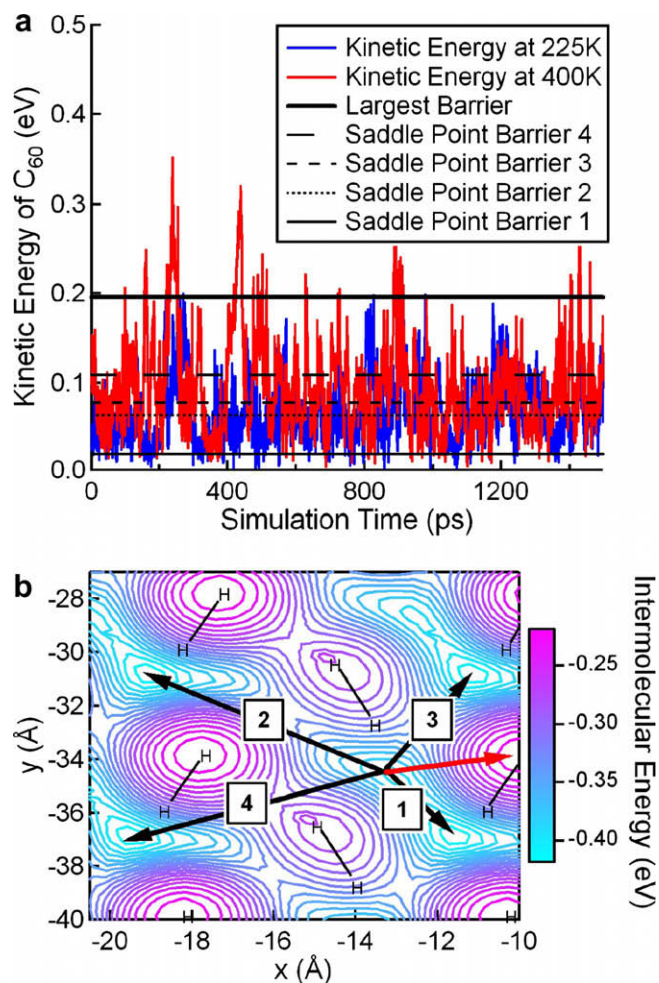 a
Kinetic Energy of C60 (eV)
0.5
0.4
0.3
0.2
0.1
0.0
Kinetic Energy at 225K
Kinetic Energy at 400K
Largest Barrier
Saddle Point Barrier 4
Saddle Point Barrier 3
Saddle Point Barrier 2
Saddle Point Barrier 1
0 400 800 1200
Simulation Time (ps)
b
y (Å)
-28
-30
-32
-34
-36
-38
-40
H
H
H
H
H
2
3
H
H
H
4
1
H
H
H
H
H
-20 -18 -16 -14 -12 -10
x (Å)
Intermolecular Energy (eV)
-0.25
-0.30
-0.35
-0.40